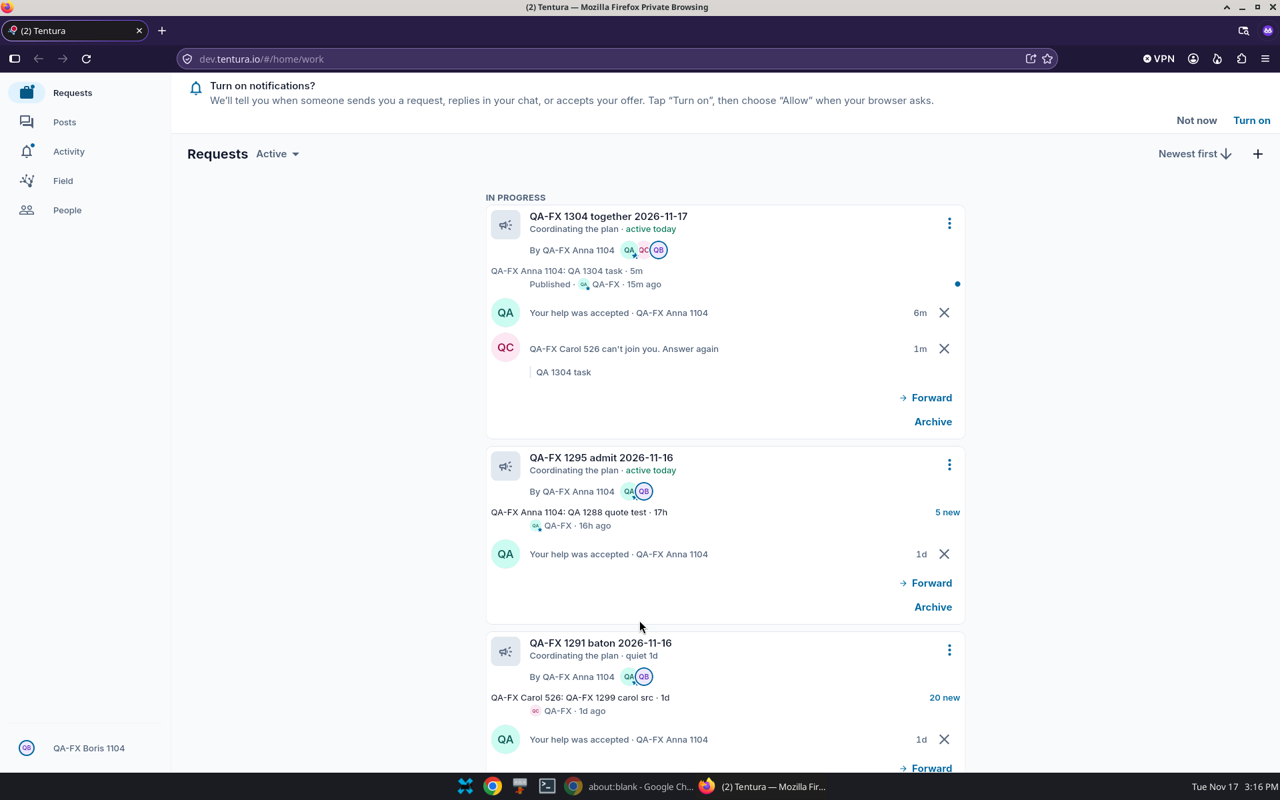 (2) Tentura — Mozilla Firefox Private Browsing
(2) Tentura
dev.tentura.io/#/home/work
VPN
Requests
Posts
Activity
Field
People
QB
QA-FX Boris 1104
Turn on notifications?
We'll tell you when someone sends you a request, replies in your chat, or accepts your offer. Tap “Turn on”, then choose “Allow” when your browser asks.
Not now
Turn on
Requests
Active
Newest first
IN PROGRESS
QA-FX 1304 together 2026-11-17
Coordinating the plan · active today
By QA-FX Anna 1104 QA QC QB
QA-FX Anna 1104: QA 1304 task · 5m
Published · QA QA-FX · 15m ago
QA Your help was accepted · QA-FX Anna 1104 6m
QC QA-FX Carol 526 can't join you. Answer again 1m
QA 1304 task
Forward
Archive
QA-FX 1295 admit 2026-11-16
Coordinating the plan · active today
By QA-FX Anna 1104 QA QB
QA-FX Anna 1104: QA 1288 quote test · 17h 5 new
QA QA-FX · 16h ago
QA Your help was accepted · QA-FX Anna 1104 1d
Forward
Archive
QA-FX 1291 baton 2026-11-16
Coordinating the plan · quiet 1d
By QA-FX Anna 1104 QA QB
QA-FX Carol 526: QA-FX 1299 carol src · 1d 20 new
QC QA-FX · 1d ago
QA Your help was accepted · QA-FX Anna 1104 1d
Forward
about:blank - Google Ch...
(2) Tentura — Mozilla Fir...
Tue Nov 17 3:16 PM